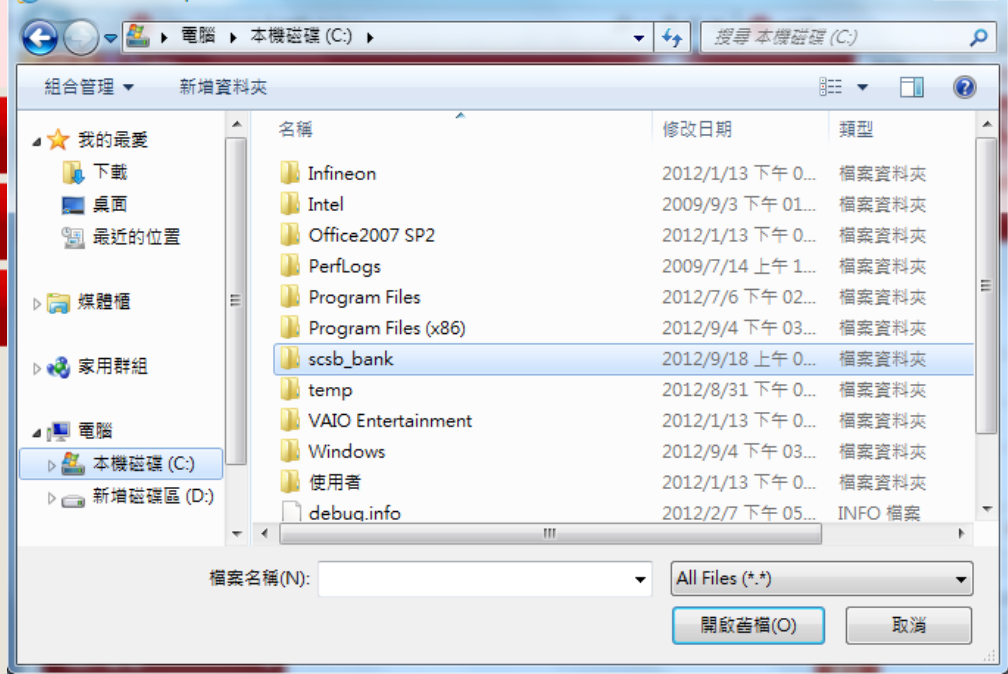 電腦 本機磁碟 (C:)
搜尋 本機磁碟 (C:)
組合管理 新增資料夾
我的最愛
下載
桌面
最近的位置
媒體櫃
家用群組
電腦
本機磁碟 (C:)
新增磁碟區 (D:)
名稱 修改日期 類型
Infineon 2012/1/13 下午 0... 檔案資料夾
Intel 2009/9/3 下午 01... 檔案資料夾
Office2007 SP2 2012/1/13 下午 0... 檔案資料夾
PerfLogs 2009/7/14 上午 1... 檔案資料夾
Program Files 2012/7/6 下午 02... 檔案資料夾
Program Files (x86) 2012/9/4 下午 03... 檔案資料夾
scsb_bank 2012/9/18 上午 0... 檔案資料夾
temp 2012/8/31 下午 0... 檔案資料夾
VAIO Entertainment 2012/1/13 下午 0... 檔案資料夾
Windows 2012/9/4 下午 03... 檔案資料夾
使用者 2012/1/13 下午 0... 檔案資料夾
debug.info 2012/2/7 下午 05... INFO 檔案
檔案名稱(N):
All Files (*.*)
開啟舊檔(O) 取消